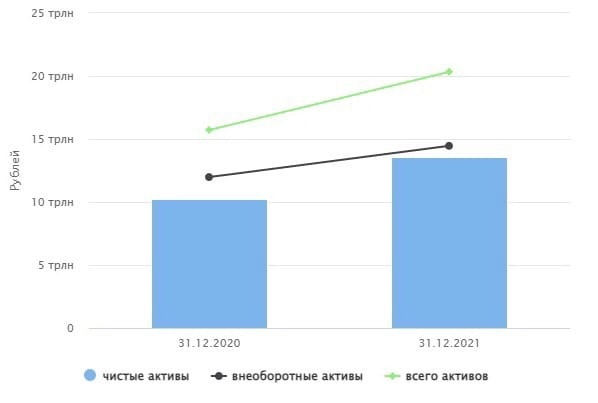 25 трлн
20 трлн
15 трлн
10 трлн
5 трлн
0
Рублей
31.12.2020 31.12.2021
чистые активы внеоборотные активы всего активов